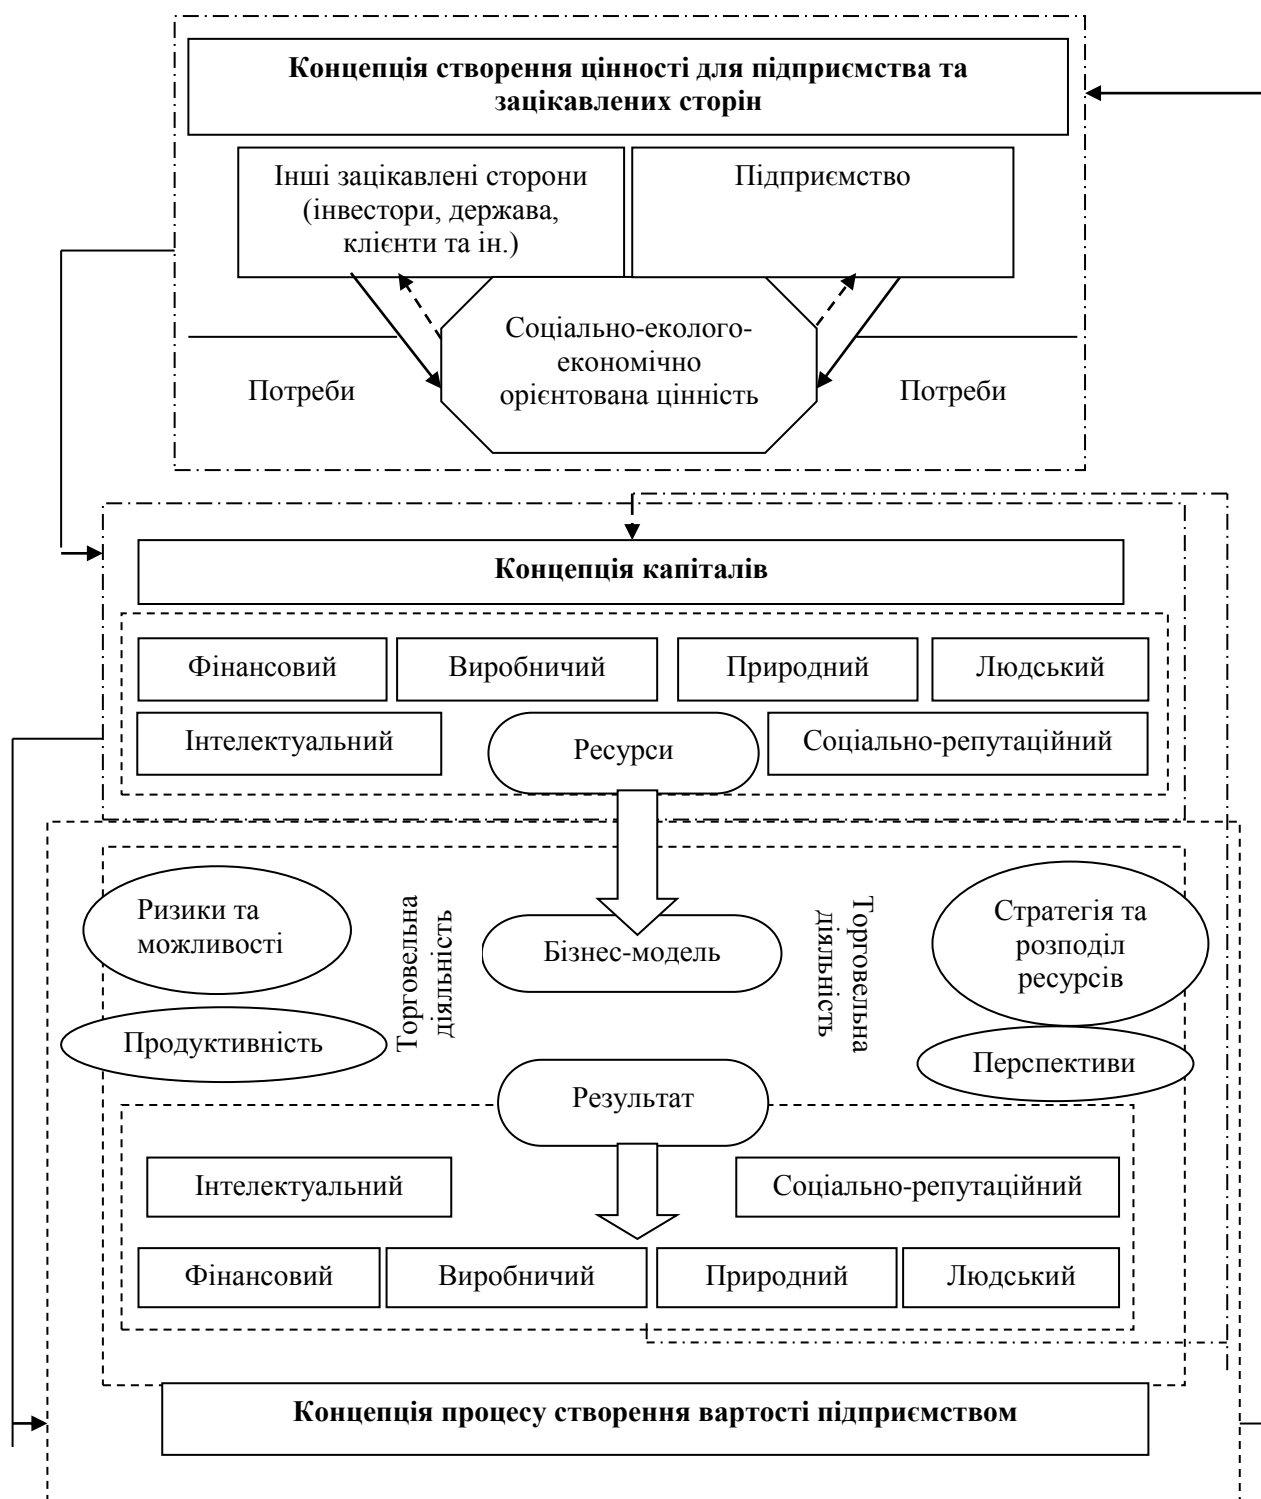 Концепція створення цінності для підприємства та
зацікавлених сторін
Інші зацікавлені сторони
(інвестори, держава,
клієнти та ін.)
Підприємство
Соціально-еколого-
економічно
орієнтована цінність
Потреби
Потреби
Концепція капіталів
Фінансовий
Виробничий
Природний
Людський
Інтелектуальний
Ресурси
Соціально-репутаційний
Ризики та
можливості
Торговельна
діяльність
Бізнес-модель
Торговельна
діяльність
Стратегія та
розподіл
ресурсів
Продуктивність
Перспективи
Результат
Інтелектуальний
Соціально-репутаційний
Фінансовий
Виробничий
Природний
Людський
Концепція процесу створення вартості підприємством